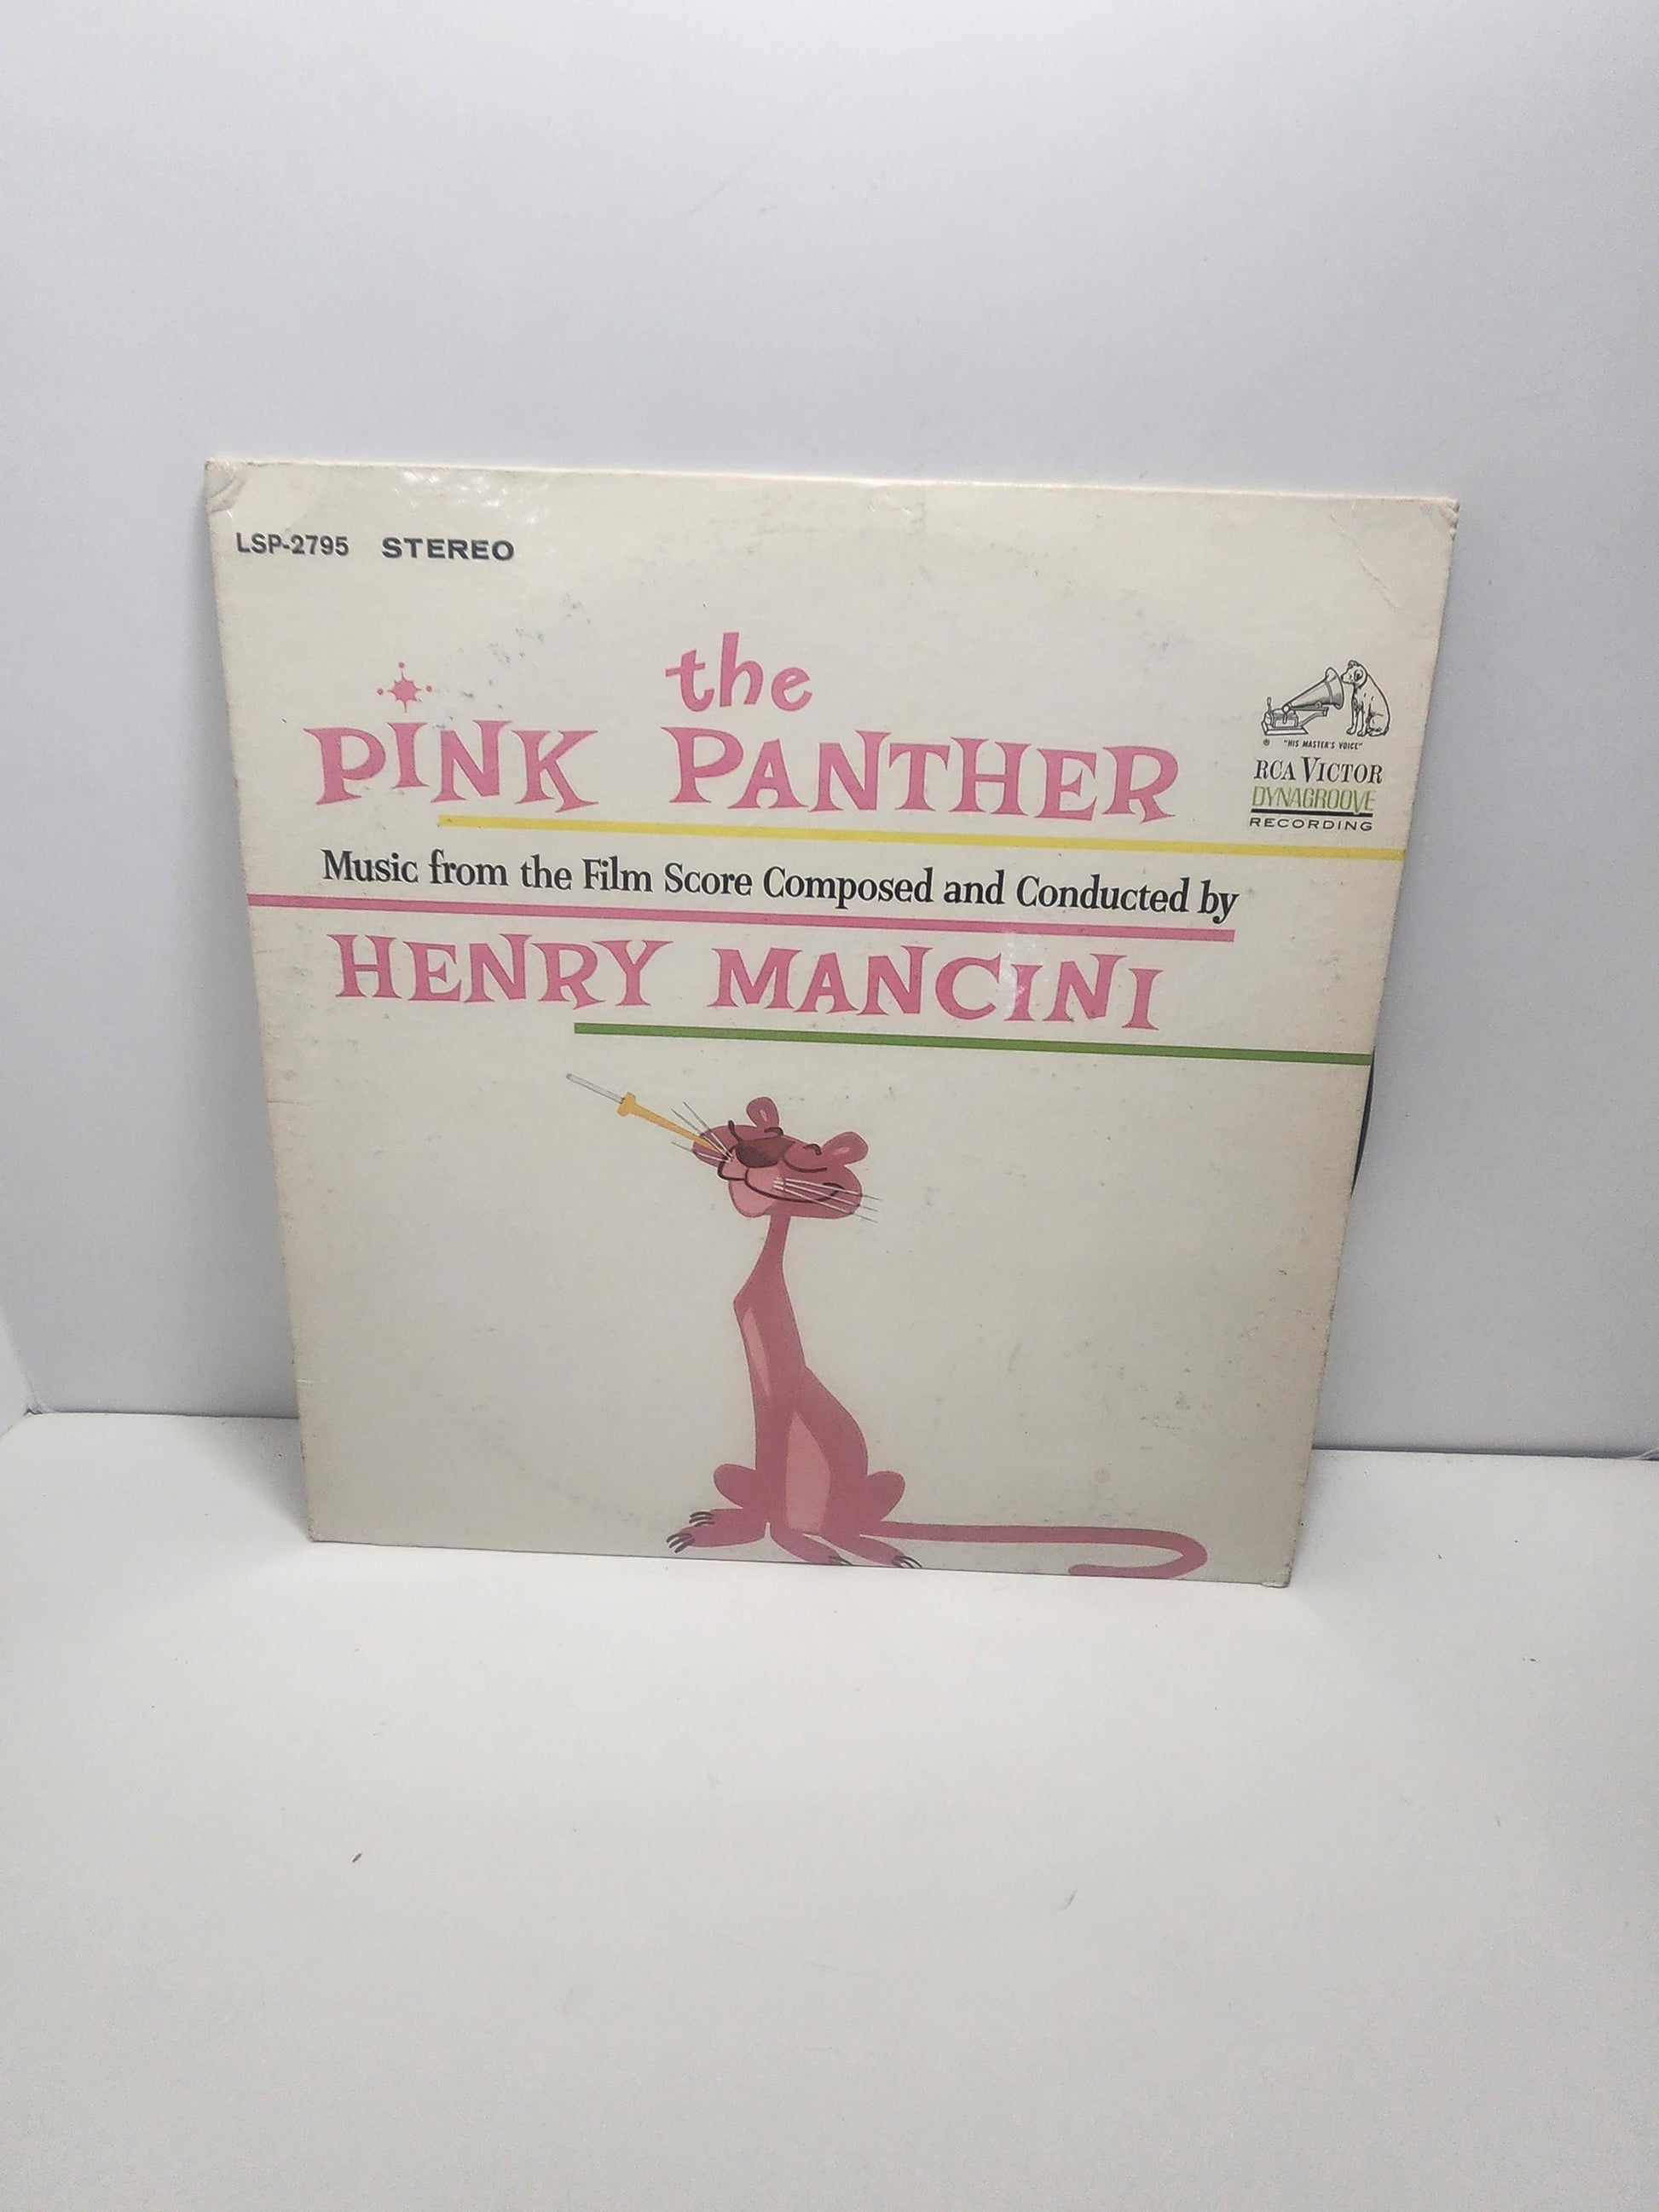 LSP-2795 STEREO
the
PINK PANTHER
® "HIS MASTER'S VOICE"
RCA VICTOR
DYNAGROOVE
RECORDING
Music from the Film Score Composed and Conducted by
HENRY MANCINI